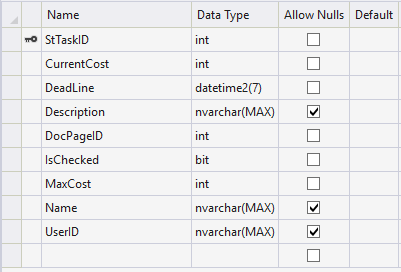 Name Data Type Allow Nulls Default
StTaskID int
CurrentCost int
DeadLine datetime2(7)
Description nvarchar(MAX)
DocPageID int
IsChecked bit
MaxCost int
Name nvarchar(MAX)
UserID nvarchar(MAX)